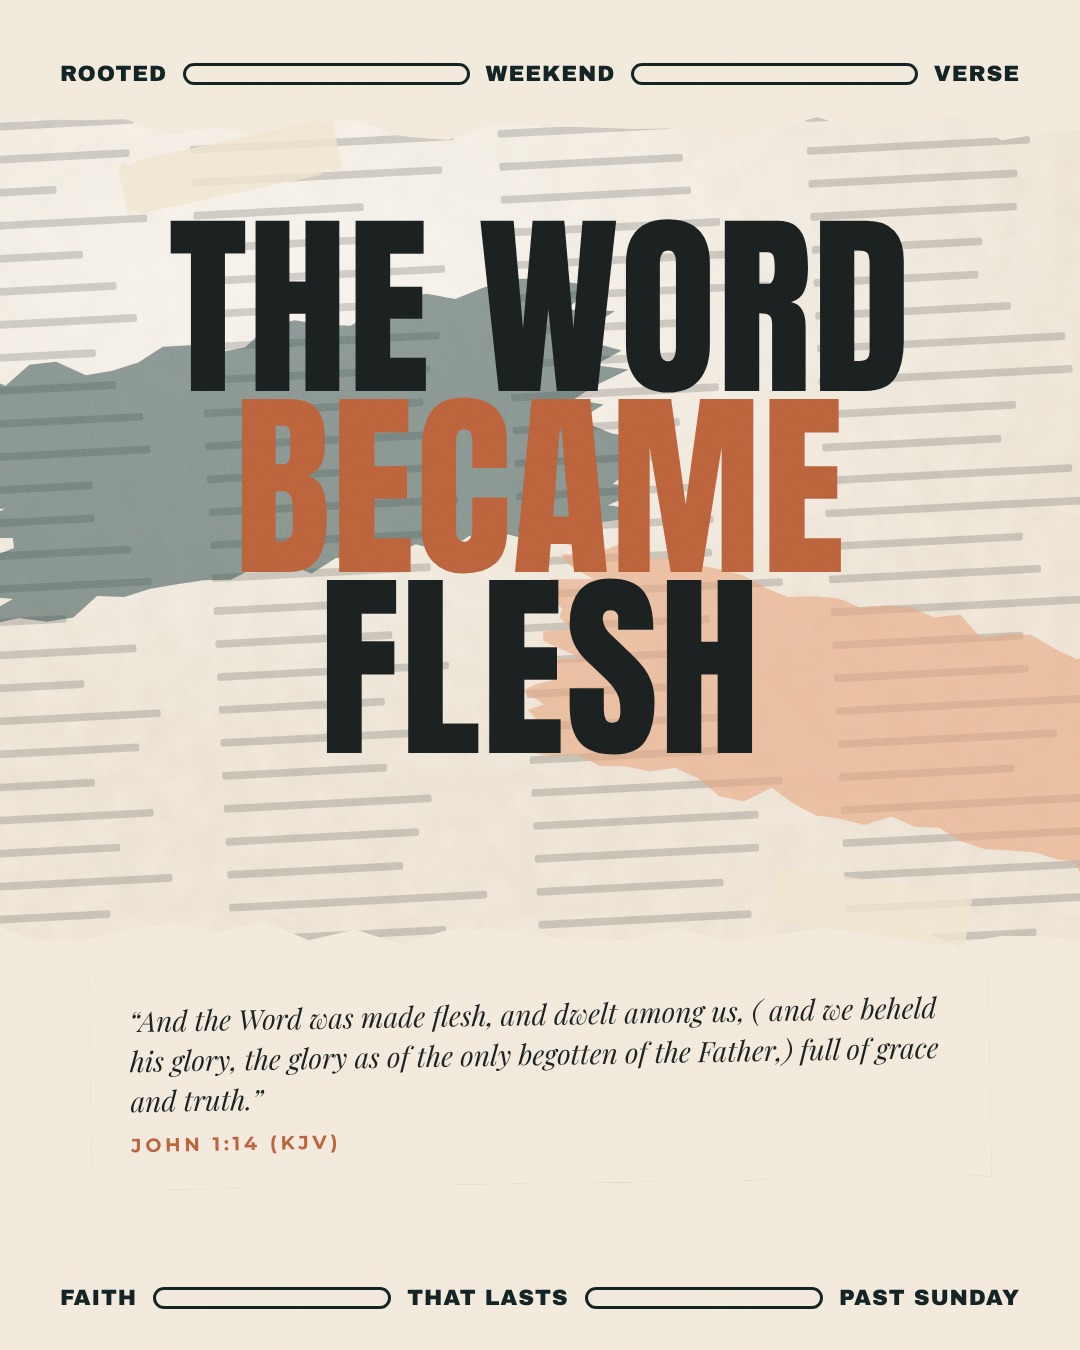 ROOTED WEEKEND VERSE
THE WORD
BECAME
FLESH
“And the Word was made flesh, and dwelt among us, ( and we beheld
his glory, the glory as of the only begotten of the Father,) full of grace
and truth.”
JOHN 1:14 (KJV)
FAITH THAT LASTS PAST SUNDAY